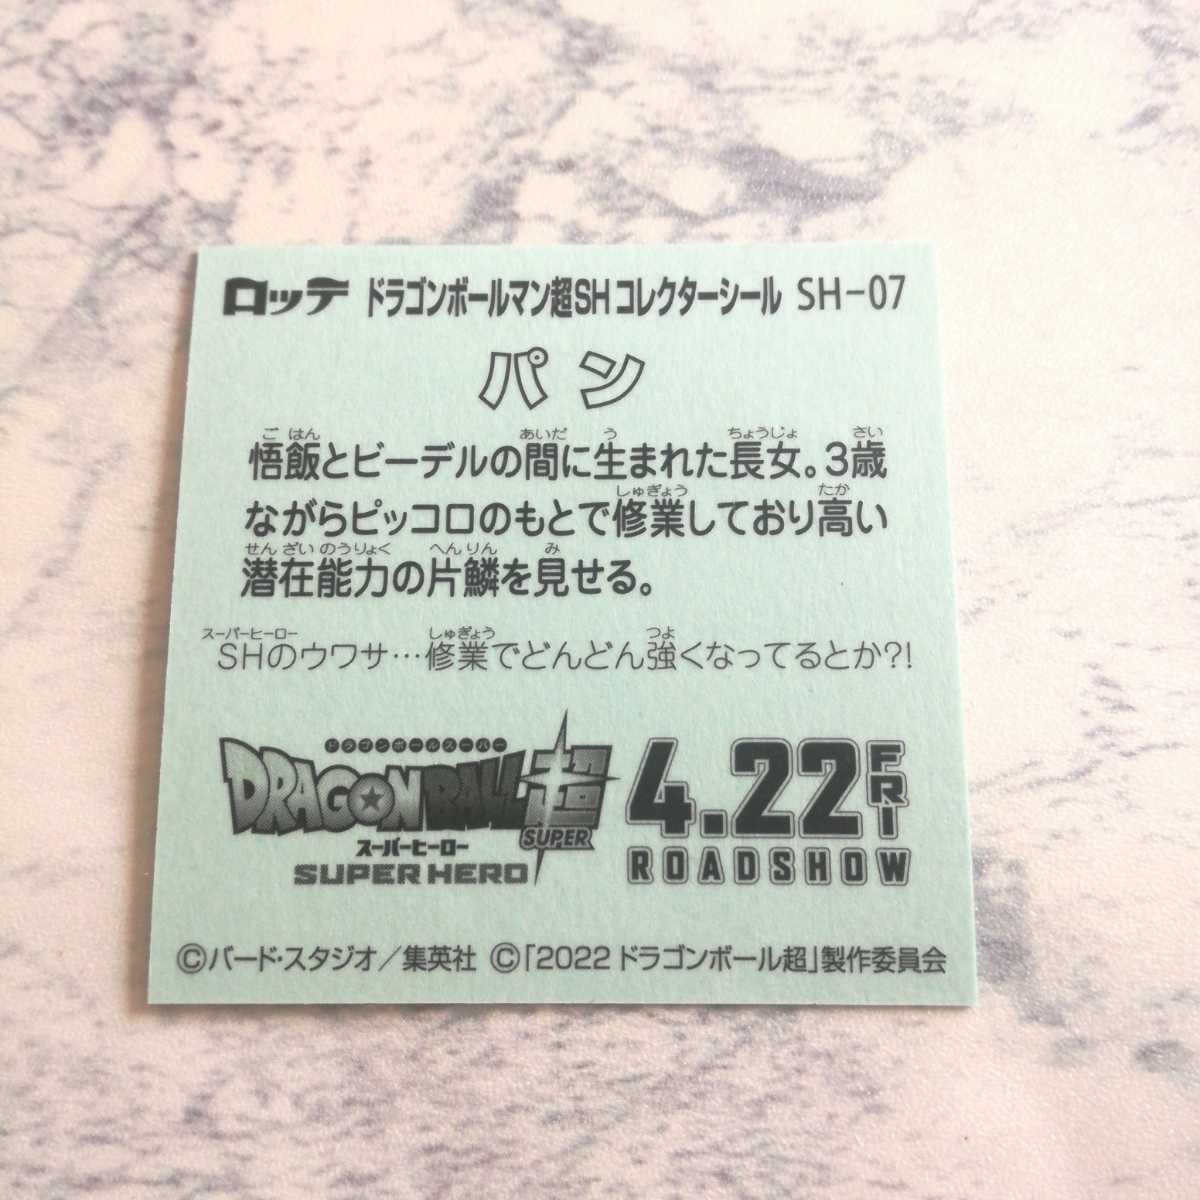 ロッテ ドラゴンボールマン超SHコレクターシール SH-07
パン
ごはん あいだ う ちょうじょ さい
悟飯とビーデルの間に生まれた長女。3歳
しゅぎょう たか
ながらピッコロのもとで修業しており高い
せんざいのうりょく へんりん み
潜在能力の片鱗を見せる。
スーパーヒーロー しゅぎょう つよ
SHのウワサ…修業でどんどん強くなってるとか?!
ドラゴンボールスーパー
DRAGON BALL 超 SUPER
スーパーヒーロー
SUPER HERO
4.22 FRI
ROADSHOW
©バード・スタジオ/集英社 ©「2022 ドラゴンボール超」製作委員会